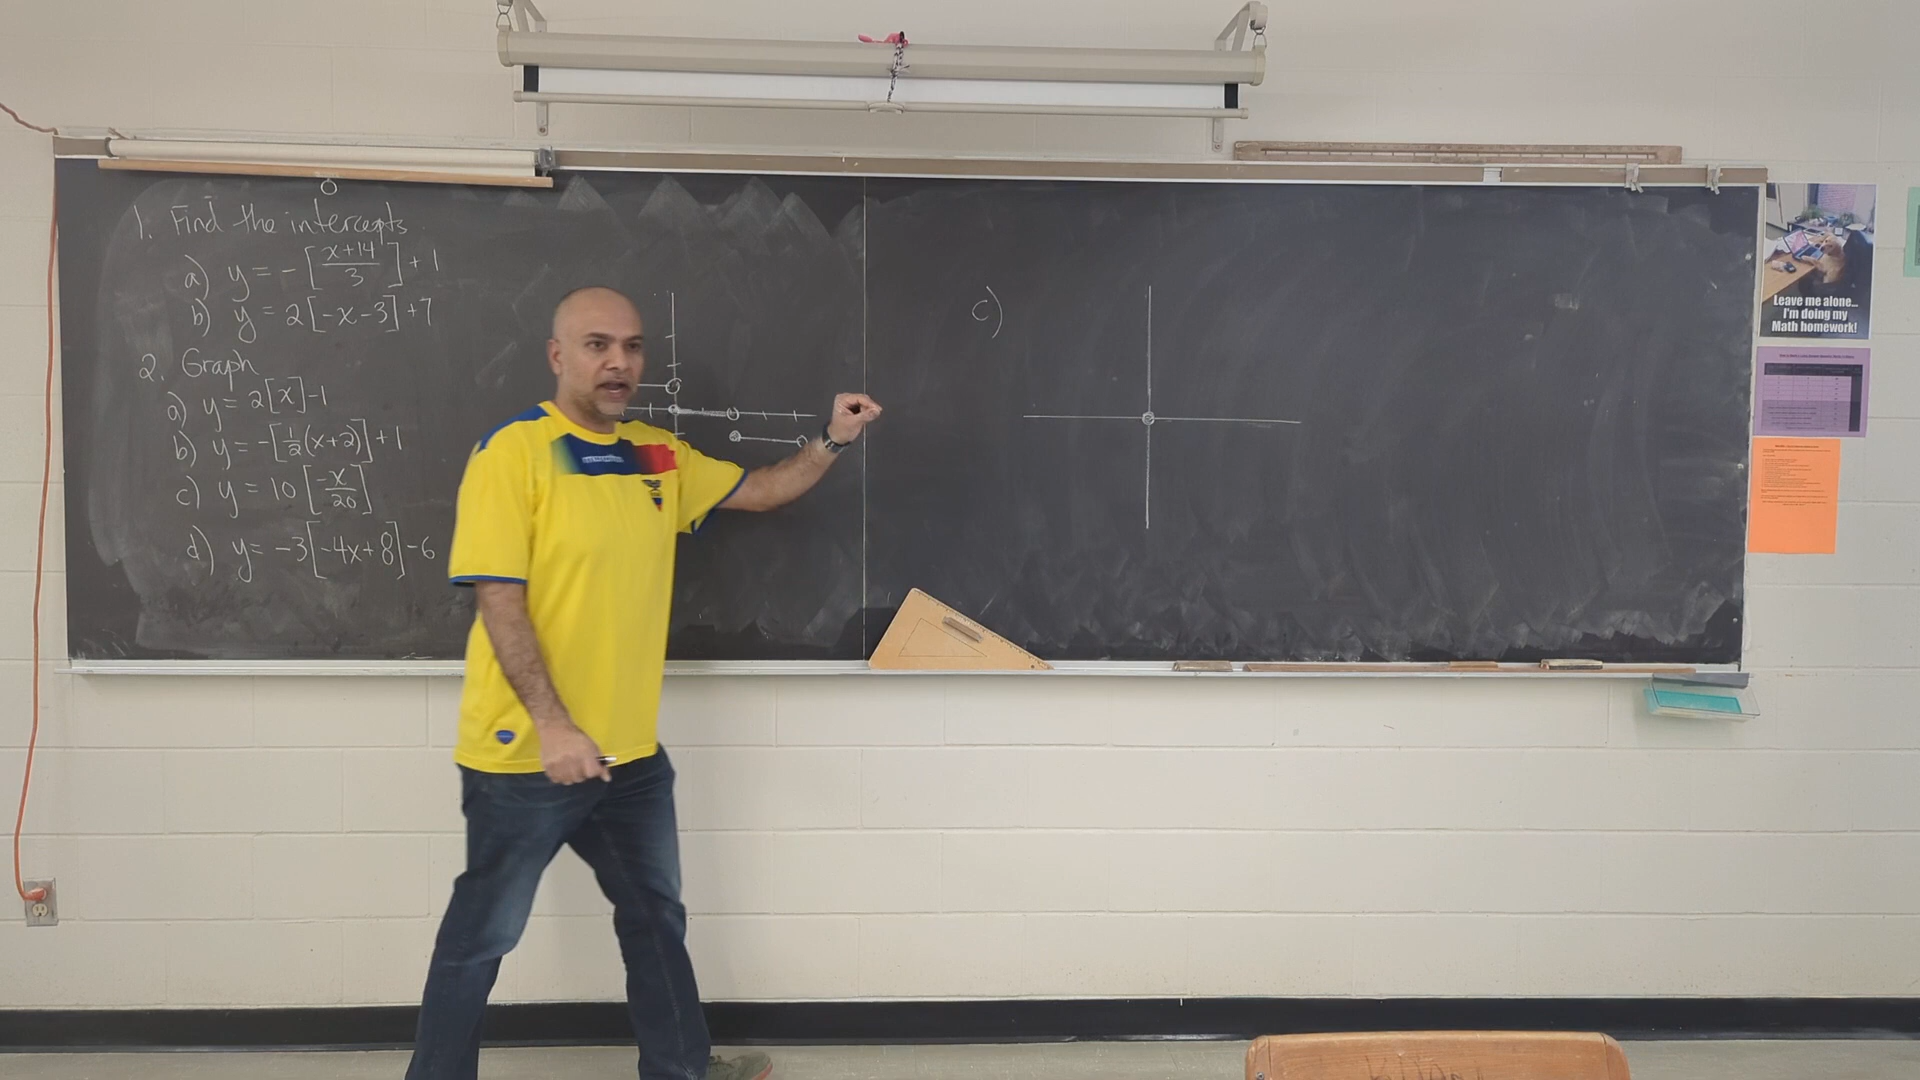 1. Find the intercepts
a) y = -[x+14/3] + 1
b) y = 2[-x-3]+7
2. Graph
a) y = 2[x]-1
b) y = -[1/2(x+2)]+1
c) y = 10[-x/20]
d) y = -3[-4x+8]-6
c)
Leave me alone...
I'm doing my
Math homework!